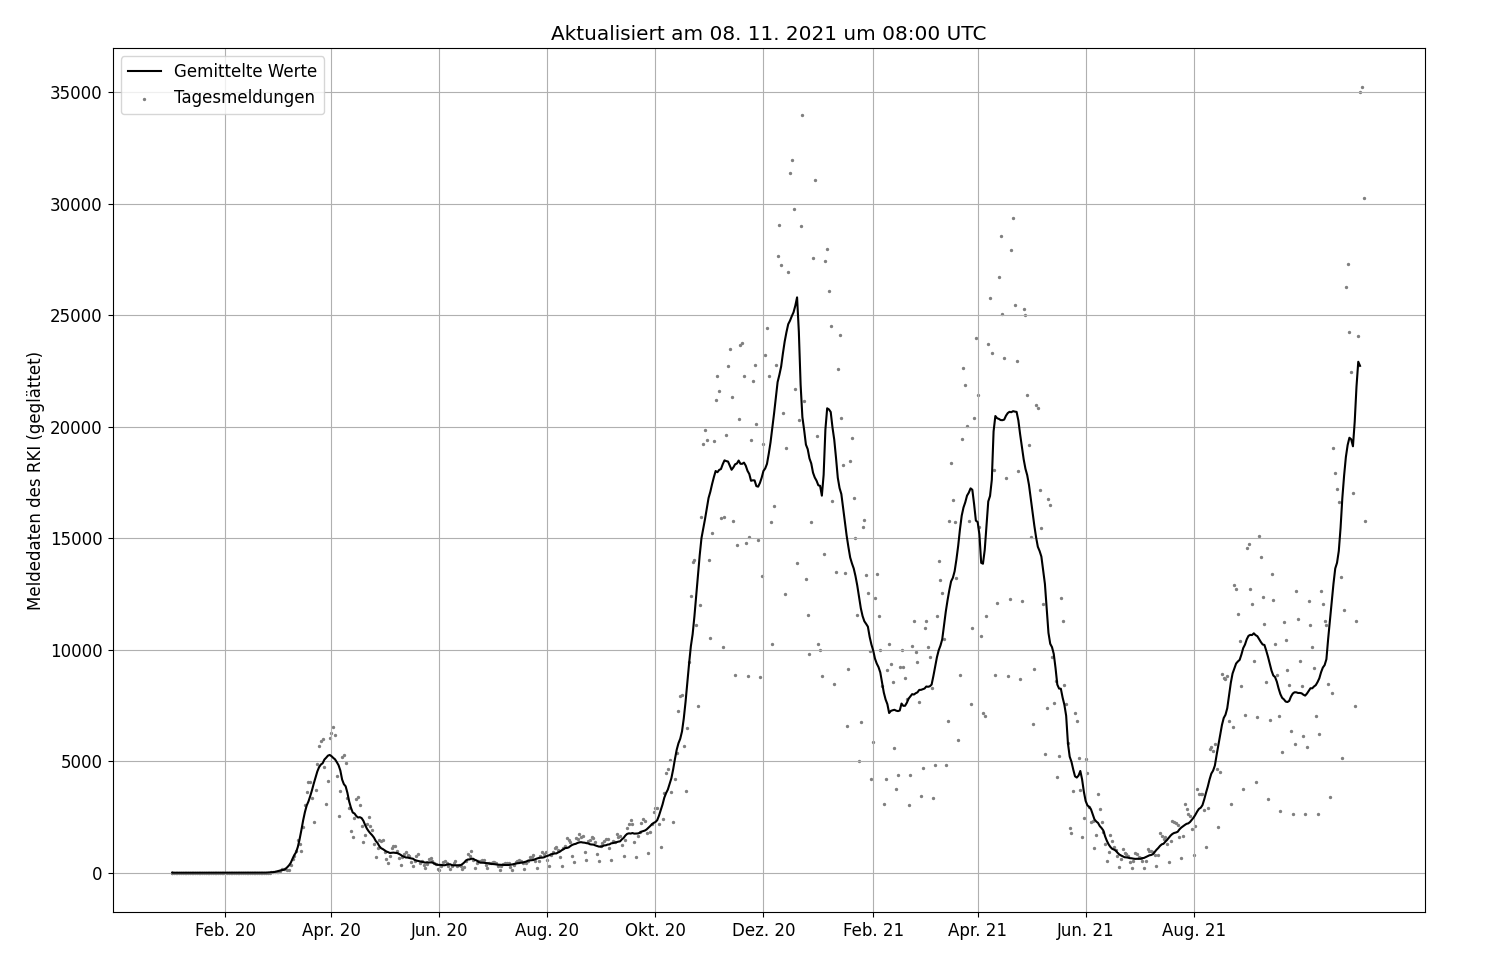 Aktualisiert am 08. 11. 2021 um 08:00 UTC
Gemittelte Werte
Tagesmeldungen
Meldedaten des RKI (geglättet)
35000
30000
25000
20000
15000
10000
5000
0
Feb. 20 Apr. 20 Jun. 20 Aug. 20 Okt. 20 Dez. 20 Feb. 21 Apr. 21 Jun. 21 Aug. 21